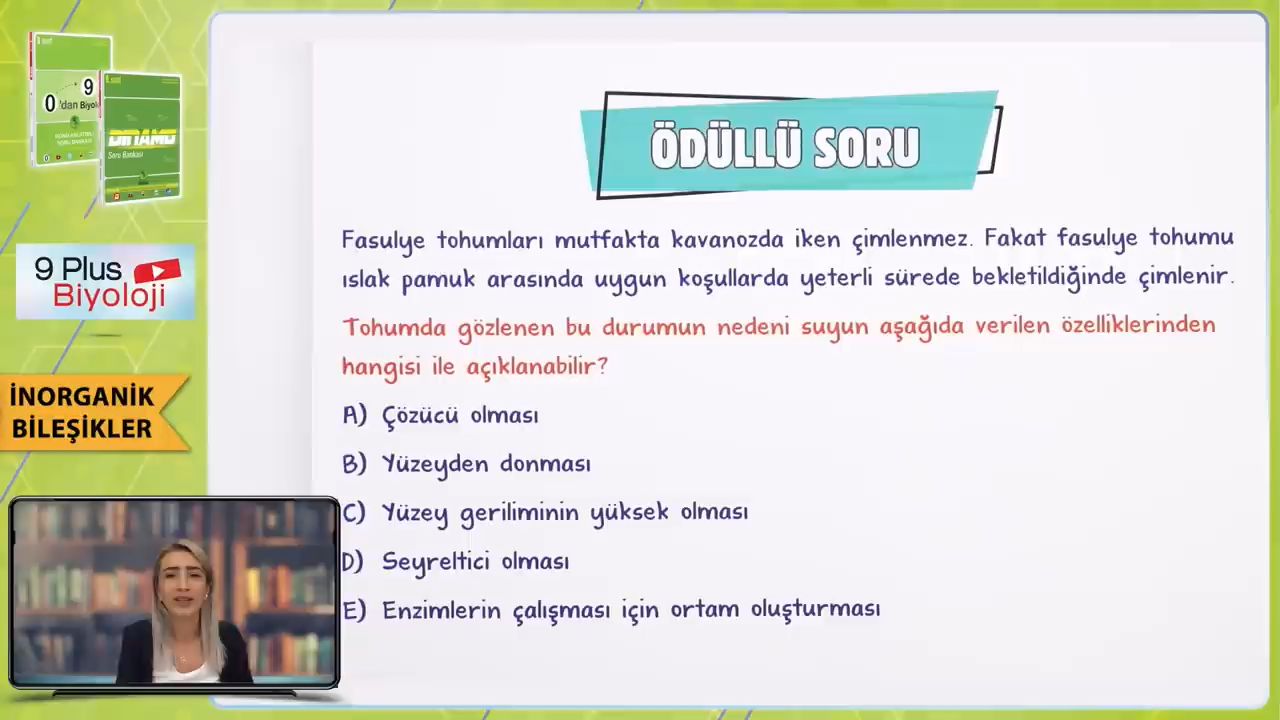 9
0 'dan Biyoloji
DİNAMO
Soru Bankası
9 Plus
Biyoloji
İNORGANİK
BİLEŞİKLER
ÖDÜLLÜ SORU
Fasulye tohumları mutfakta kavanozda iken çimlenmez. Fakat fasulye tohumu
ıslak pamuk arasında uygun koşullarda yeterli sürede bekletildiğinde çimlenir.
Tohumda gözlenen bu durumun nedeni suyun aşağıda verilen özelliklerinden
hangisi ile açıklanabilir?
A) Çözücü olması
B) Yüzeyden donması
C) Yüzey geriliminin yüksek olması
D) Seyreltici olması
E) Enzimlerin çalışması için ortam oluşturması